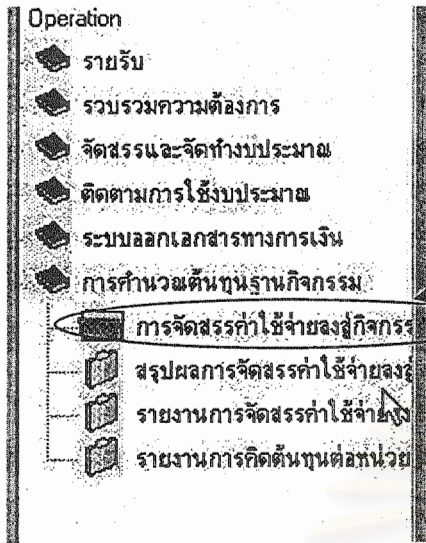 Operation
รายรับ
รวบรวมความต้องการ
จัดสรรและจัดทำงบประมาณ
ติดตามการใช้งบประมาณ
ระบบออกเอกสารทางการเงิน
การคำนวณต้นทุนฐานกิจกรรม
การจัดสรรค่าใช้จ่ายลงสู่กิจกรร
สรุปผลการจัดสรรค่าใช้จ่ายลงสู่
รายงานการจัดสรรค่าใช้จ่าย
รายงานการคิดต้นทุนต่อหน่วย